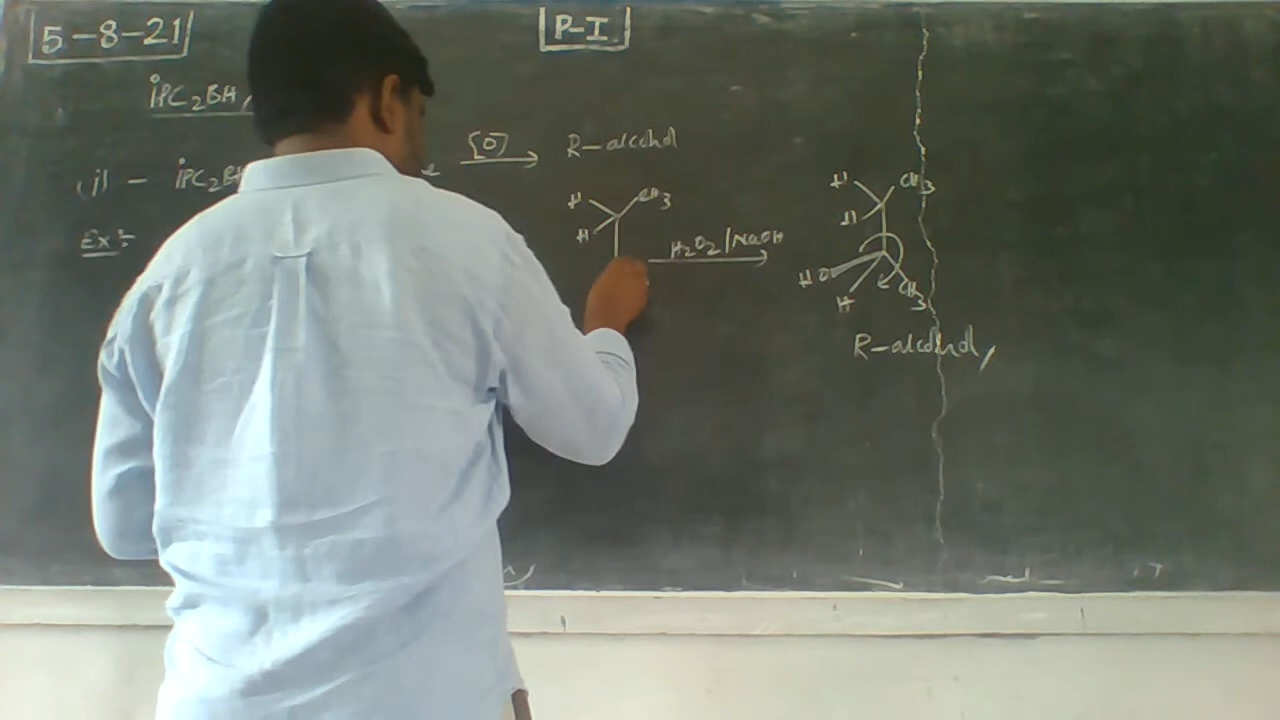 5-8-21
P-I
iPC₂BH,
(i) - iPC₂BH
[O]
R-alcohol
Ex:-
H
CH₃
H
H₂O₂/NaOH
H
CH₃
H
HO
H
CH₃
R-alcohol,